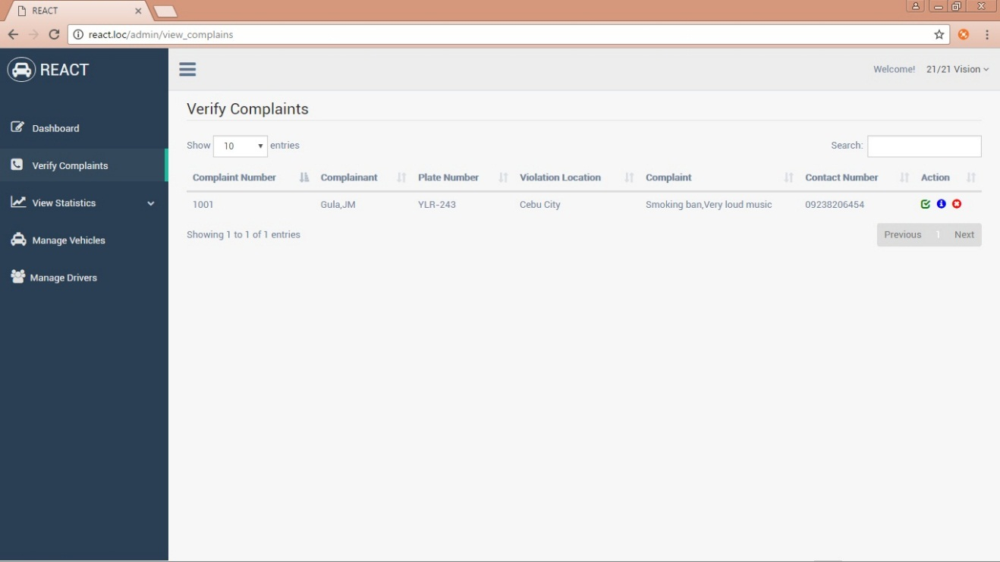 REACT
react.loc/admin/view_complains
REACT
Welcome! 21/21 Vision
Dashboard
Verify Complaints
View Statistics
Manage Vehicles
Manage Drivers
Verify Complaints
Show 10 entries
Search:
Complaint Number Complainant Plate Number Violation Location Complaint Contact Number Action
1001 Gula,JM YLR-243 Cebu City Smoking ban,Very loud music 09238206454
Showing 1 to 1 of 1 entries
Previous 1 Next